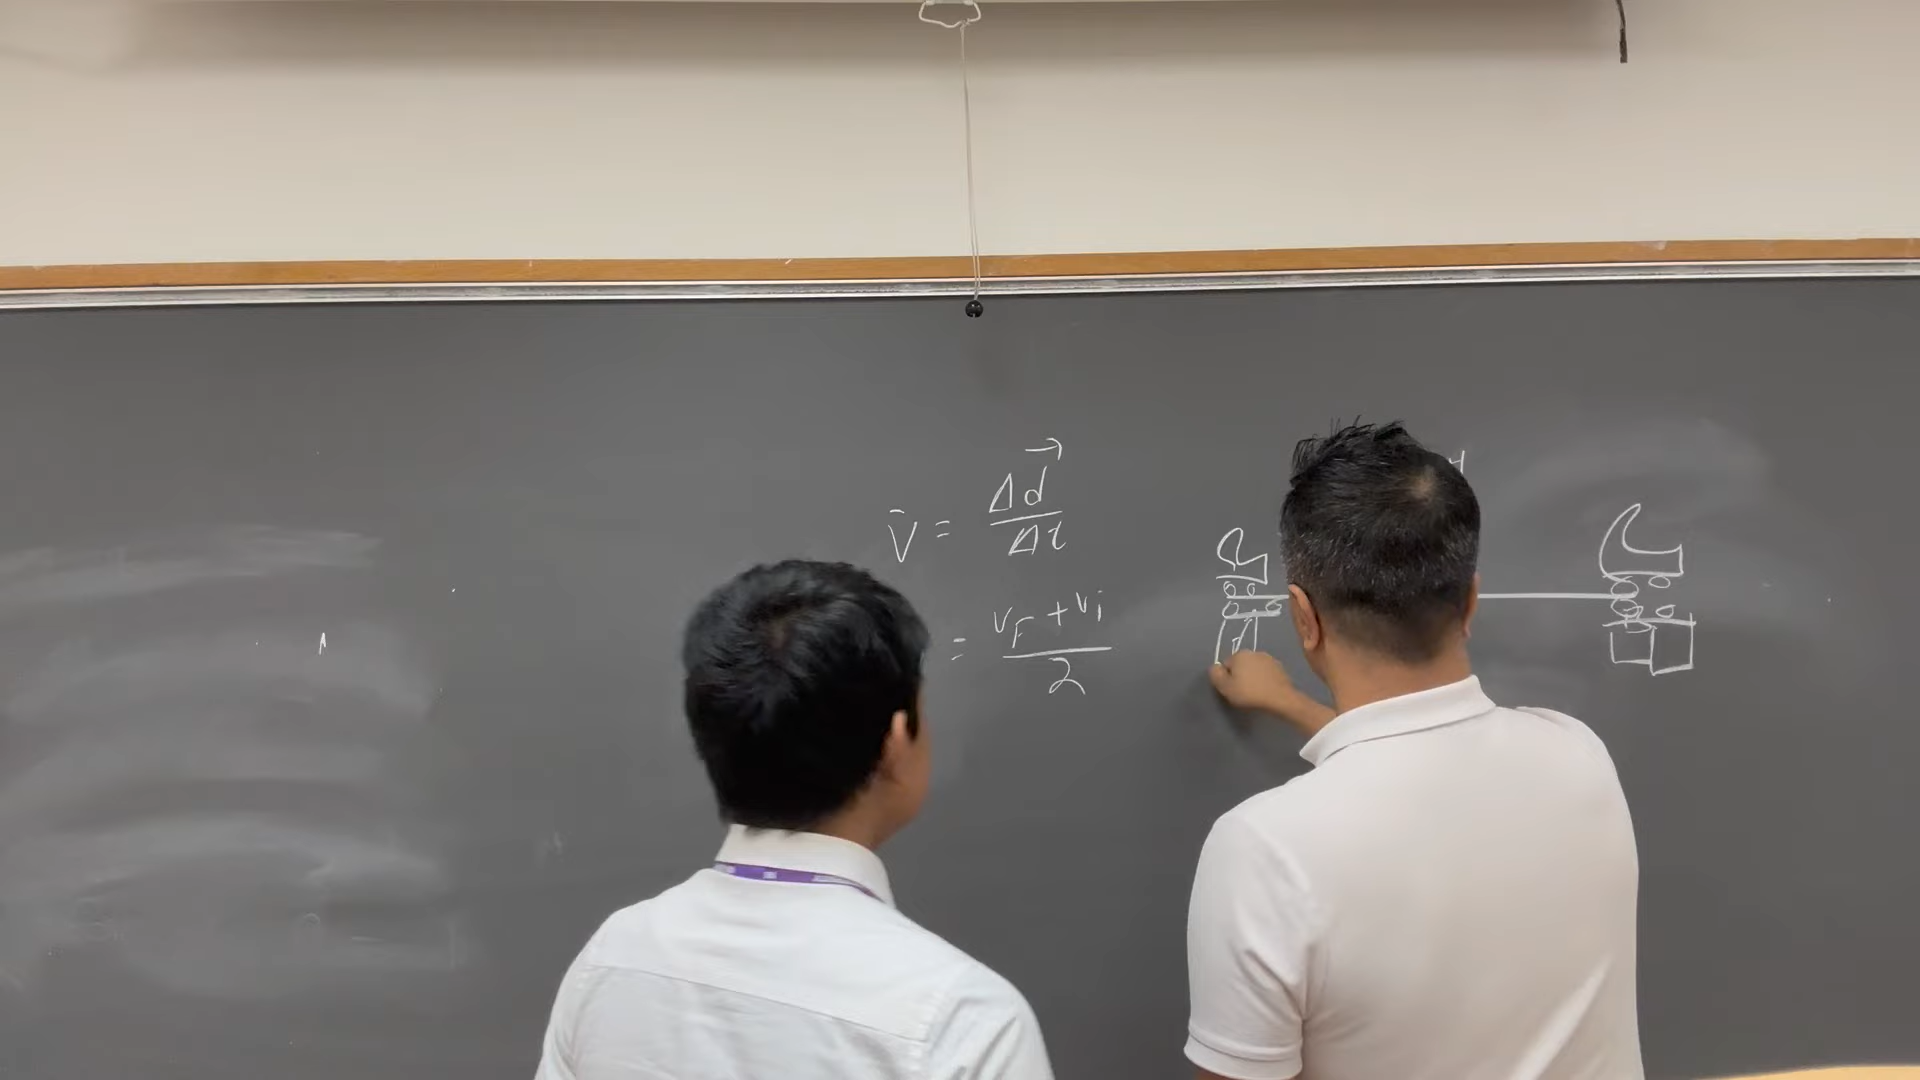 v̄ = Δd⃗/Δt
= (v_F + v_i)/2